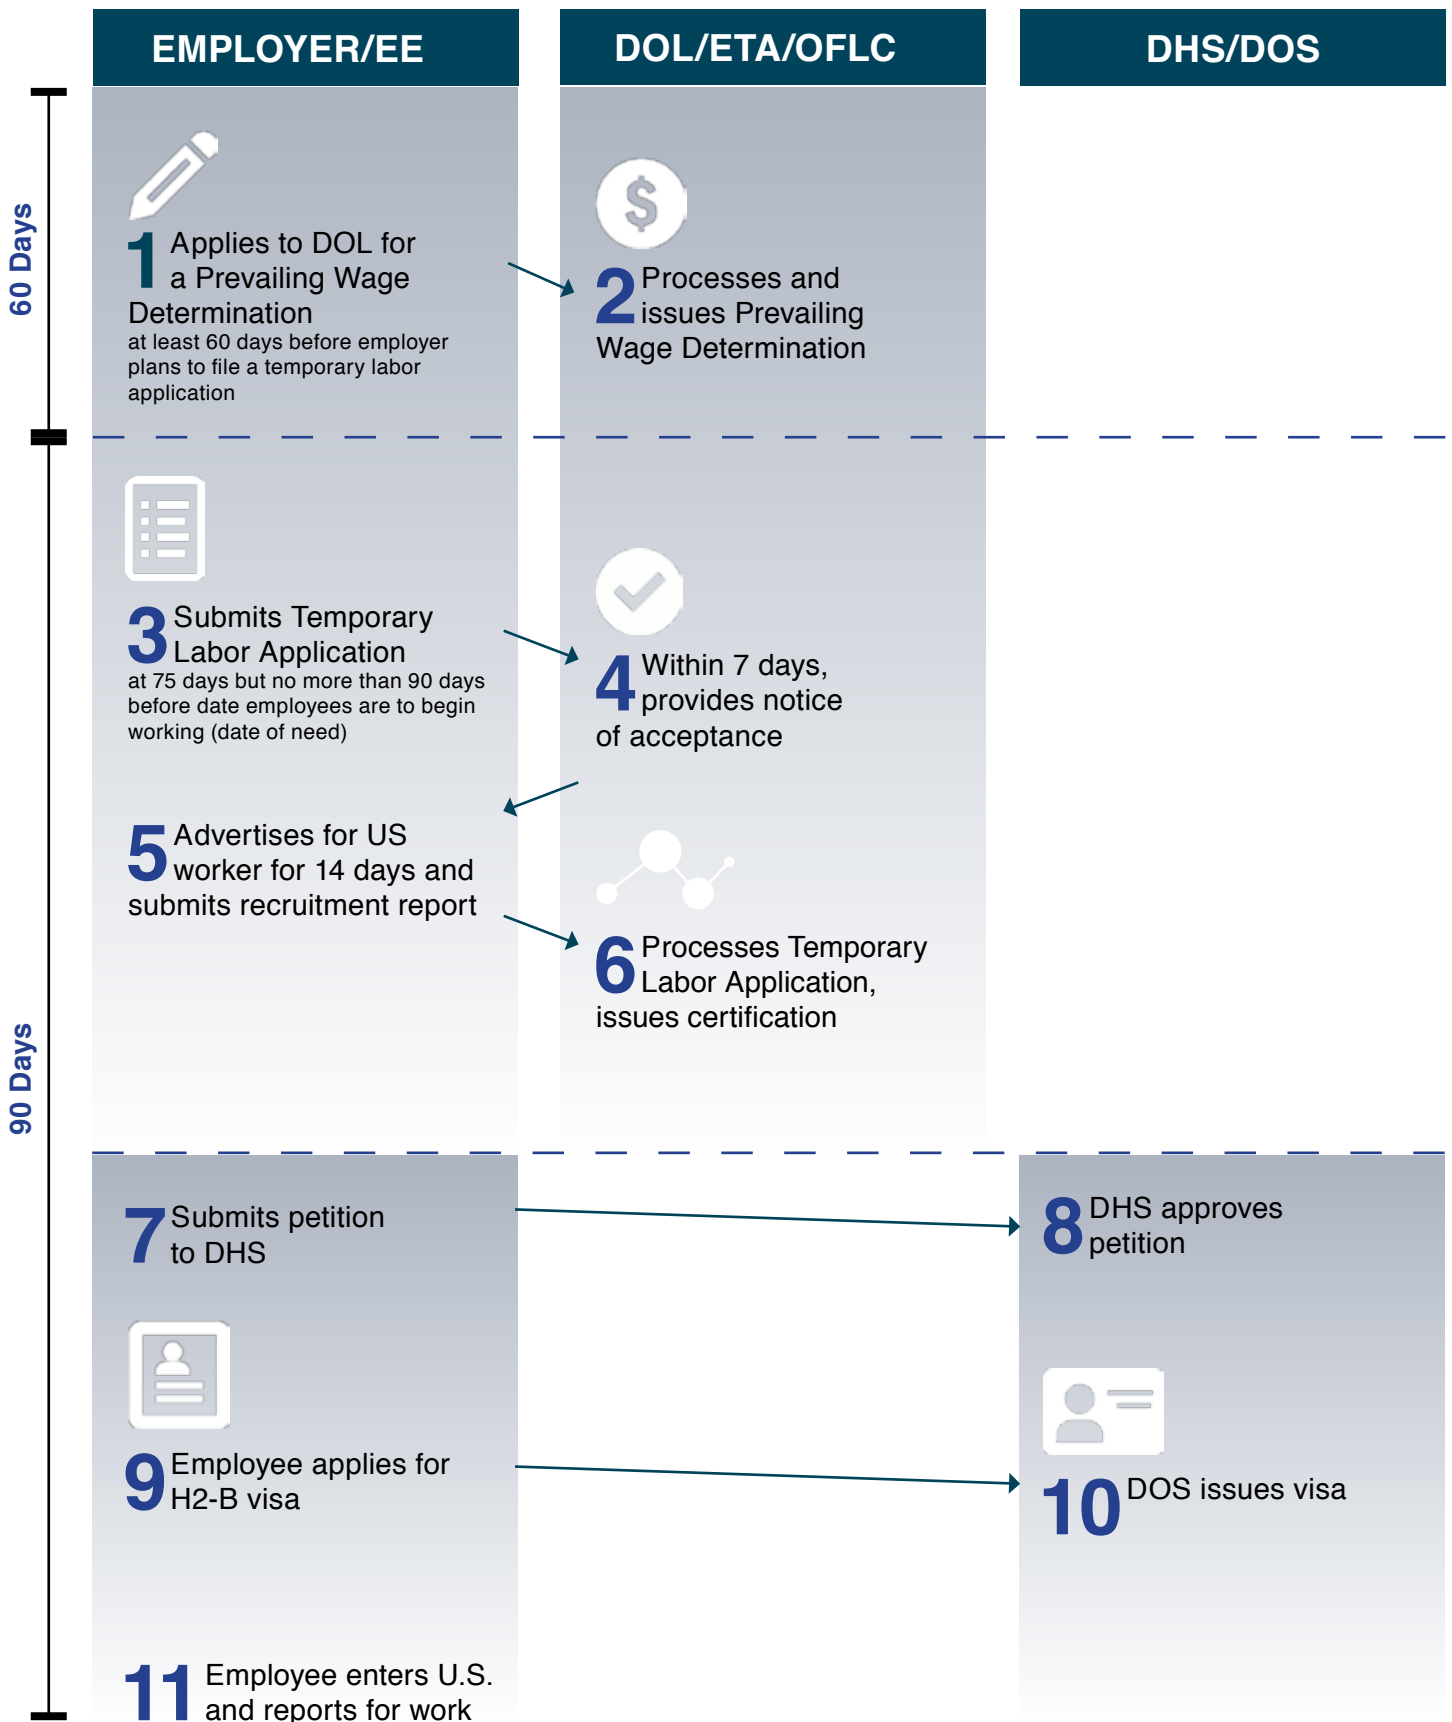 EMPLOYER/EE
DOL/ETA/OFLC
DHS/DOS
60 Days
1 Applies to DOL for
a Prevailing Wage
Determination
at least 60 days before employer
plans to file a temporary labor
application
2 Processes and
issues Prevailing
Wage Determination
90 Days
3 Submits Temporary
Labor Application
at 75 days but no more than 90 days
before date employees are to begin
working (date of need)
4 Within 7 days,
provides notice
of acceptance
5 Advertises for US
worker for 14 days and
submits recruitment report
6 Processes Temporary
Labor Application,
issues certification
7 Submits petition
to DHS
8 DHS approves
petition
9 Employee applies for
H2-B visa
10 DOS issues visa
11 Employee enters U.S.
and reports for work